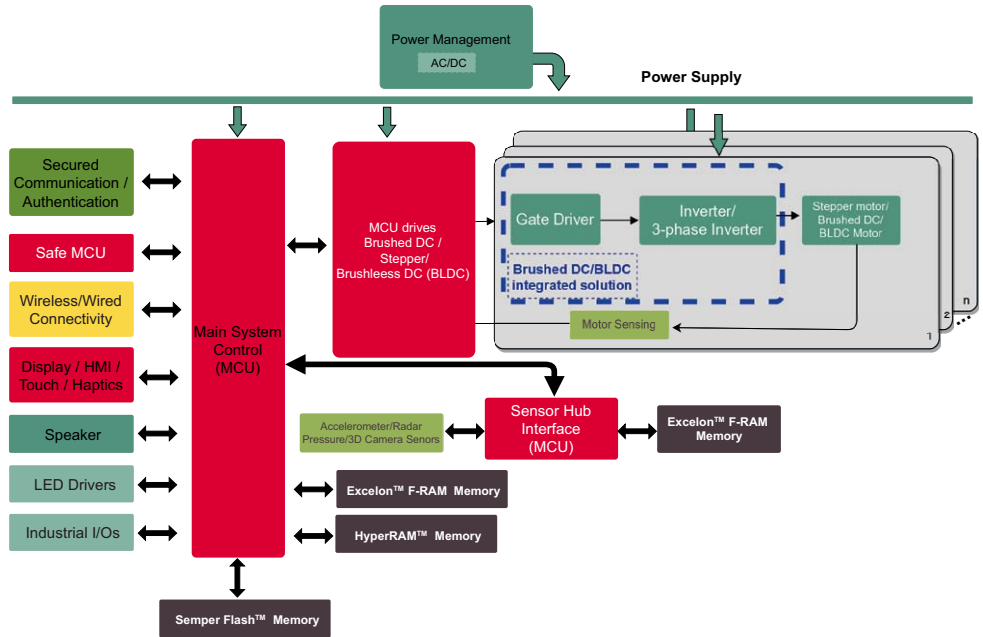 Power Management
AC/DC
Power Supply
Secured
Communication /
Authentication
Safe MCU
Wireless/Wired
Connectivity
Display / HMI /
Touch / Haptics
Speaker
LED Drivers
Industrial I/Os
Main System
Control
(MCU)
MCU drives
Brushed DC /
Stepper/
Brushleess DC (BLDC)
Gate Driver
Inverter/
3-phase Inverter
Stepper motor/
Brushed DC/
BLDC Motor
Brushed DC/BLDC
integrated solution
Motor Sensing
1
2
n
Accelerometer/Radar
Pressure/3D Camera Senors
Sensor Hub
Interface
(MCU)
Excelon™ F-RAM
Memory
Excelon™ F-RAM Memory
HyperRAM™ Memory
Semper Flash™ Memory